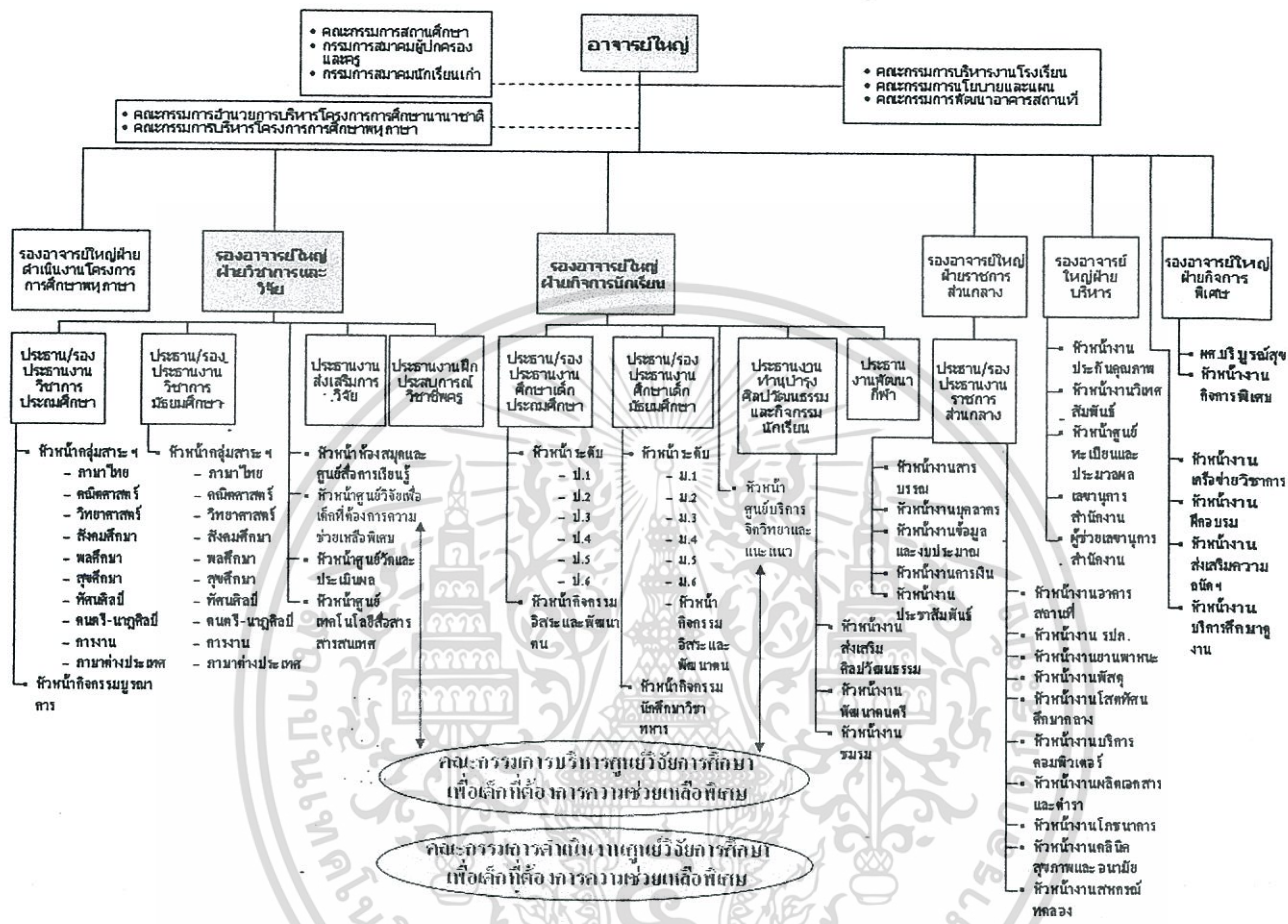 อาจารย์ใหญ่
• คณะกรรมการสถานศึกษา
• กรรมการสมาคมผู้ปกครอง
และครู
• กรรมการสมาคมนักเรียนเก่า
• คณะกรรมการบริหารงานโรงเรียน
• คณะกรรมการนโยบายและแผน
• คณะกรรมการพัฒนาอาคารสถานที่
• คณะกรรมการอำนวยการบริหารโครงการการศึกษานานาชาติ
• คณะกรรมการบริหารโครงการการศึกษาพหุภาษา
รองอาจารย์ใหญ่ฝ่าย
ดำเนินงานโครงการ
การศึกษาพหุภาษา
รองอาจารย์ใหญ่
ฝ่ายวิชาการและ
วิจัย
รองอาจารย์ใหญ่
ฝ่ายกิจการนักเรียน
รองอาจารย์ใหญ่
ฝ่ายราชการ
ส่วนกลาง
รองอาจารย์
ใหญ่ฝ่าย
บริหาร
รองอาจารย์ใหญ่
ฝ่ายกิจการ
พิเศษ
ประธาน/รอง
ประธานงาน
วิชาการ
ประถมศึกษา
ประธาน/รอง
ประธานงาน
วิชาการ
มัธยมศึกษา
ประธานงาน
ส่งเสริมการ
วิจัย
ประธานงานฝึก
ประสบการณ์
วิชาชีพครู
ประธาน/รอง
ประธานงาน
ศึกษาเด็ก
ประถมศึกษา
ประธาน/รอง
ประธานงาน
ศึกษาเด็ก
มัธยมศึกษา
ประธานงาน
ทำนุบำรุง
ศิลปวัฒนธรรม
และกิจกรรม
นักเรียน
ประธาน
งานพัฒนา
กีฬา
ประธาน/รอง
ประธานงาน
ราชการ
ส่วนกลาง
• หัวหน้ากลุ่มสาระฯ
– ภาษาไทย
– คณิตศาสตร์
– วิทยาศาสตร์
– สังคมศึกษา
– พลศึกษา
– สุขศึกษา
– ทัศนศิลป์
– ดนตรี-นาฏศิลป์
– การงาน
– ภาษาต่างประเทศ
• หัวหน้ากิจกรรมบูรณา
การ
• หัวหน้ากลุ่มสาระฯ
– ภาษาไทย
– คณิตศาสตร์
– วิทยาศาสตร์
– สังคมศึกษา
– พลศึกษา
– สุขศึกษา
– ทัศนศิลป์
– ดนตรี-นาฏศิลป์
– การงาน
– ภาษาต่างประเทศ
• หัวหน้าห้องสมุดและ
ศูนย์สื่อการเรียนรู้
• หัวหน้าศูนย์วิจัยเพื่อ
เด็กที่ต้องการความ
ช่วยเหลือพิเศษ
• หัวหน้าศูนย์วัดและ
ประเมินผล
• หัวหน้าศูนย์
เทคโนโลยีสื่อสาร
สารสนเทศ
• หัวหน้าระดับ
– ป.1
– ป.2
– ป.3
– ป.4
– ป.5
– ป.6
• หัวหน้ากิจกรรม
อิสระและพัฒนา
ตน
• หัวหน้าระดับ
– ม.1
– ม.2
– ม.3
– ม.4
– ม.5
– ม.6
– หัวหน้า
กิจกรรม
อิสระและ
พัฒนาตน
• หัวหน้ากิจกรรม
นักศึกษาวิชา
ทหาร
• หัวหน้า
ศูนย์บริการ
จิตวิทยาและ
แนะแนว
• หัวหน้างาน
ส่งเสริม
ศิลปวัฒนธรรม
• หัวหน้างาน
พัฒนาดนตรี
• หัวหน้างาน
ชมรม
• หัวหน้างานสาร
บรรณ
• หัวหน้างานบุคลากร
• หัวหน้างานข้อมูล
และงบประมาณ
• หัวหน้างานการเงิน
• หัวหน้างาน
ประชาสัมพันธ์
• หัวหน้างานอาคาร
สถานที่
• หัวหน้างาน รปภ.
• หัวหน้างานยานพาหนะ
• หัวหน้างานพัสดุ
• หัวหน้างานโสตทัศน
ศึกษากลาง
• หัวหน้างานบริการ
คอมพิวเตอร์
• หัวหน้างานผลิตเอกสาร
และตำรา
• หัวหน้างานโภชนาการ
• หัวหน้างานคลินิค
สุขภาพและอนามัย
• หัวหน้างานสหกรณ์
ทดลอง
• หัวหน้างาน
ประกันคุณภาพ
• หัวหน้างานวิเทศ
สัมพันธ์
• หัวหน้าศูนย์
ทะเบียนและ
ประมวลผล
• เลขานุการ
สำนักงาน
• ผู้ช่วยเลขานุการ
สำนักงาน
• ผศ.บริบูรณ์สุข
• หัวหน้างาน
กิจการพิเศษ
• หัวหน้างาน
เครือข่ายวิชาการ
• หัวหน้างาน
ฝึกอบรม
• หัวหน้างาน
ส่งเสริมความ
ถนัดฯ
• หัวหน้างาน
บริการศึกษาดู
งาน
คณะกรรมการบริหารศูนย์วิจัยการศึกษา
เพื่อเด็กที่ต้องการความช่วยเหลือพิเศษ
คณะกรรมการดำเนินงานศูนย์วิจัยการศึกษา
เพื่อเด็กที่ต้องการความช่วยเหลือพิเศษ